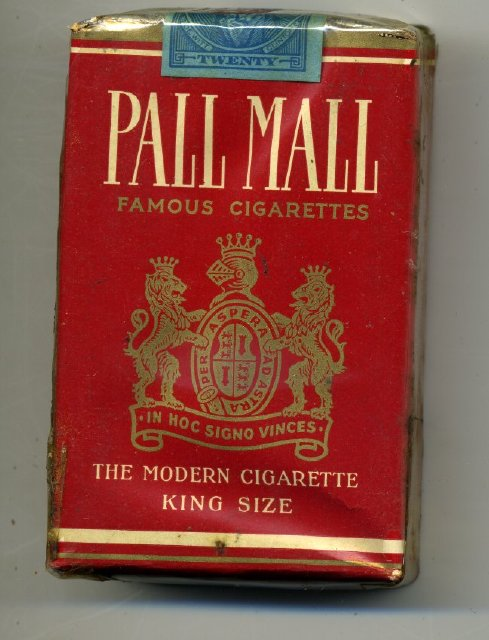 TWENTY
PALL MALL
FAMOUS CIGARETTES
PER ASPERA AD ASTRA
IN HOC SIGNO VINCES
THE MODERN CIGARETTE
KING SIZE